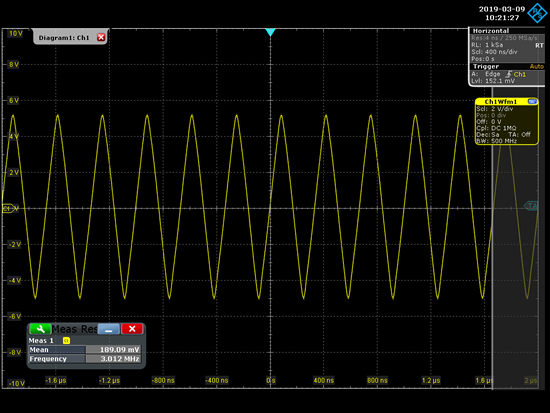 2019-03-09
10:21:27
Diagram1: Ch1
Horizontal
Res:4 ns / 250 MSa/s
RL: 1 kSa RT
Scl: 400 ns/div
Pos: 0 s
Trigger Auto
A: Edge Ch1
Lvl: 152.1 mV
Ch1Wfm1
Scl: 2 V/div
Pos: 0 div
Off: 0 V
Cpl: DC 1MΩ
Dec: Sa TA: Off
BW: 500 MHz
10 V
8 V
6 V
4 V
2 V
C1
TA
-2 V
-4 V
-6 V
-8 V
-10 V
Meas Res
Meas 1
Mean 189.09 mV
Frequency 3.012 MHz
-1.6 µs
-1.2 µs
-800 ns
-400 ns
0 s
400 ns
800 ns
1.2 µs
1.6 µs
2 µs